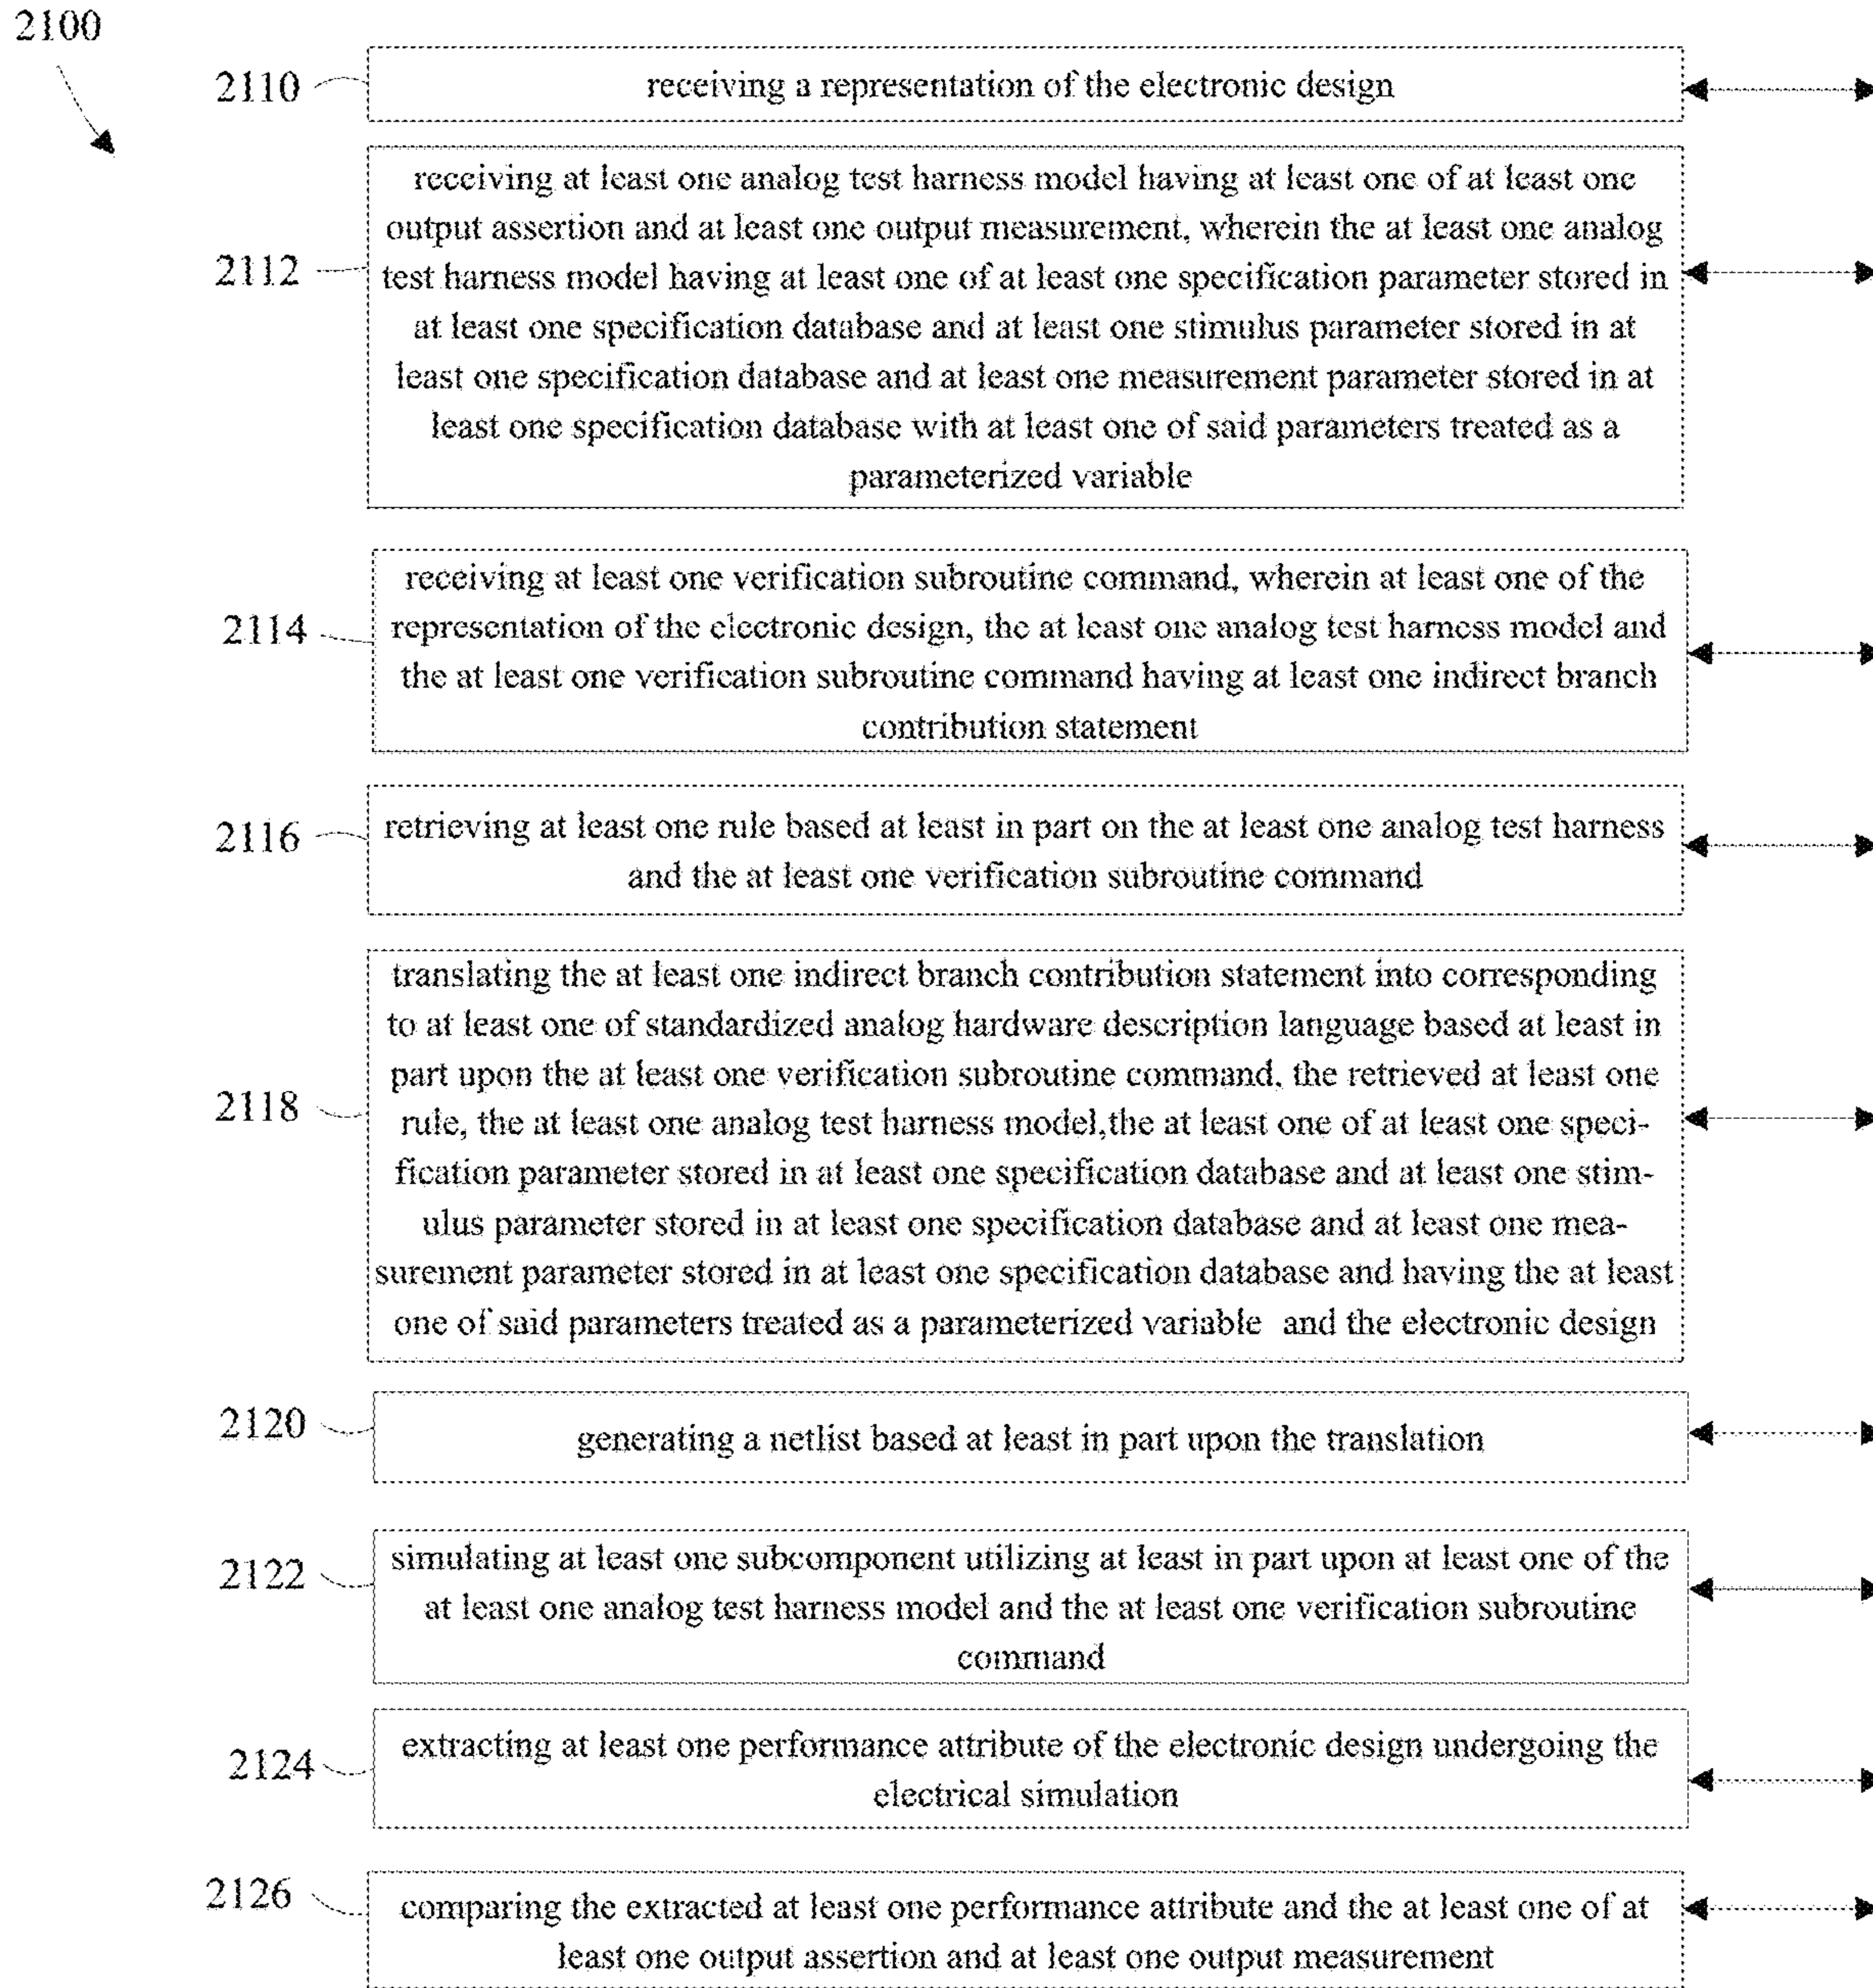 2100
2110
receiving a representation of the electronic design
2112
receiving at least one analog test harness model having at least one of at least one
output assertion and at least one output measurement, wherein the at least one analog
test harness model having at least one of at least one specification parameter stored in
at least one specification database and at least one stimulus parameter stored in at
least one specification database and at least one measurement parameter stored in at
least one specification database with at least one of said parameters treated as a
parameterized variable
2114
receiving at least one verification subroutine command, wherein at least one of the
representation of the electronic design, the at least one analog test harness model and
the at least one verification subroutine command having at least one indirect branch
contribution statement
2116
retrieving at least one rule based at least in part on the at least one analog test harness
and the at least one verification subroutine command
2118
translating the at least one indirect branch contribution statement into corresponding
to at least one of standardized analog hardware description language based at least in
part upon the at least one verification subroutine command, the retrieved at least one
rule, the at least one analog test harness model,the at least one of at least one speci-
fication parameter stored in at least one specification database and at least one stim-
ulus parameter stored in at least one specification database and at least one mea-
surement parameter stored in at least one specification database and having the at least
one of said parameters treated as a parameterized variable and the electronic design
2120
generating a netlist based at least in part upon the translation
2122
simulating at least one subcomponent utilizing at least in part upon at least one of the
at least one analog test harness model and the at least one verification subroutine
command
2124
extracting at least one performance attribute of the electronic design undergoing the
electrical simulation
2126
comparing the extracted at least one performance attribute and the at least one of at
least one output assertion and at least one output measurement